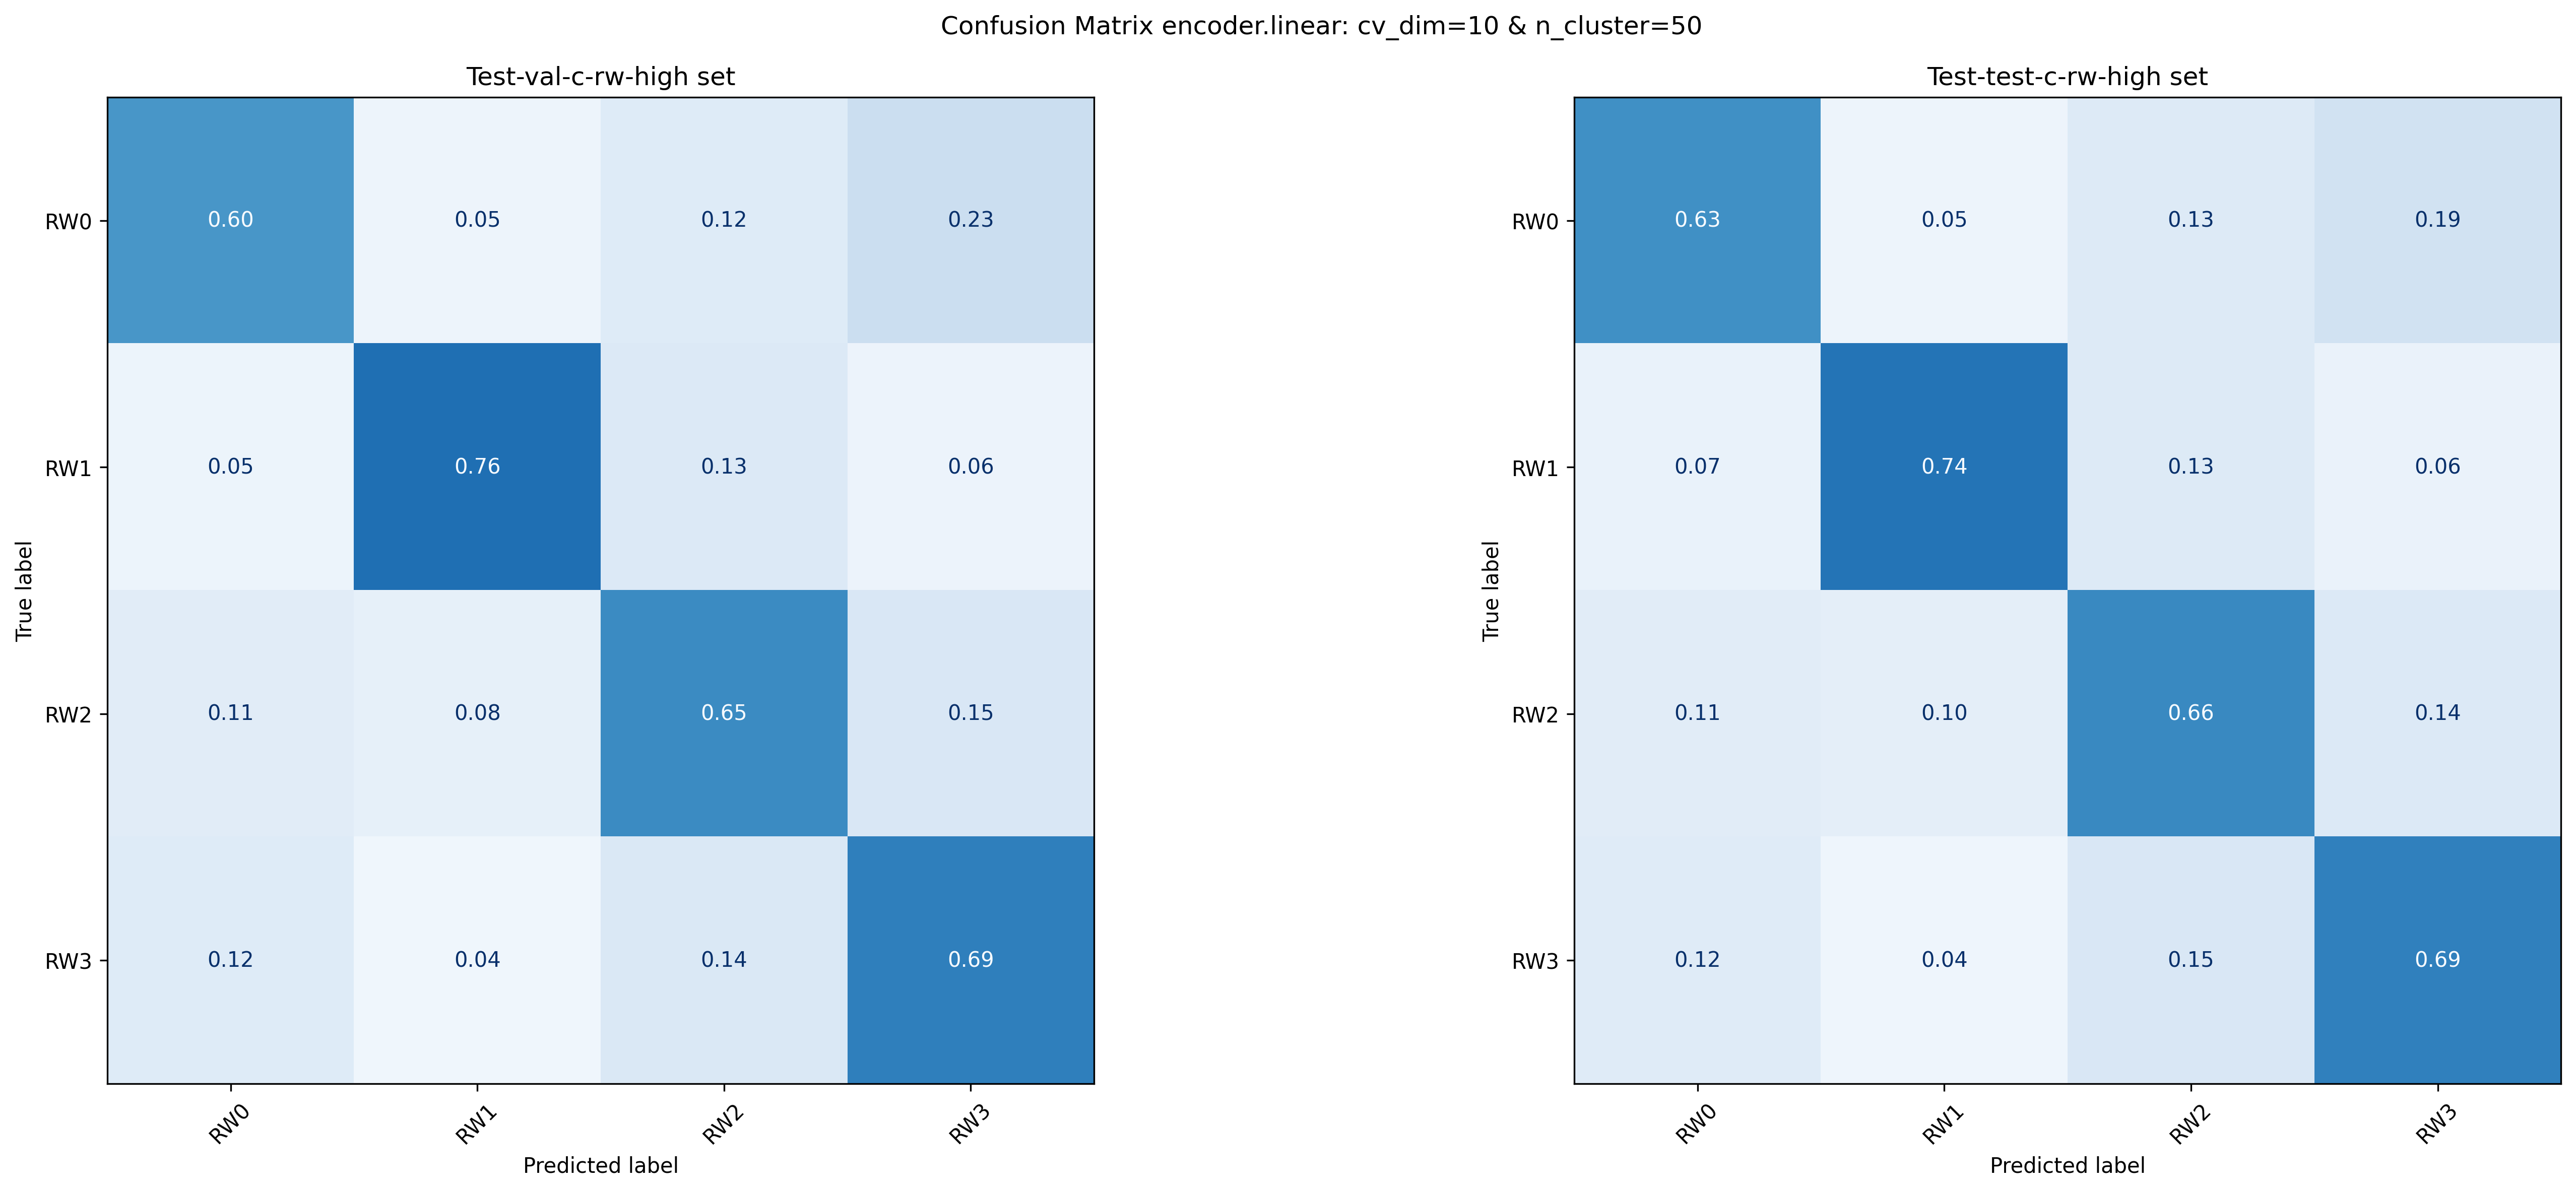 Confusion Matrix encoder.linear: cv_dim=10 & n_cluster=50
Test-val-c-rw-high set
True label
RW0
0.60 0.05 0.12 0.23
RW1
0.05 0.76 0.13 0.06
RW2
0.11 0.08 0.65 0.15
RW3
0.12 0.04 0.14 0.69
RW0 RW1 RW2 RW3
Predicted label
Test-test-c-rw-high set
True label
RW0
0.63 0.05 0.13 0.19
RW1
0.07 0.74 0.13 0.06
RW2
0.11 0.10 0.66 0.14
RW3
0.12 0.04 0.15 0.69
RW0 RW1 RW2 RW3
Predicted label